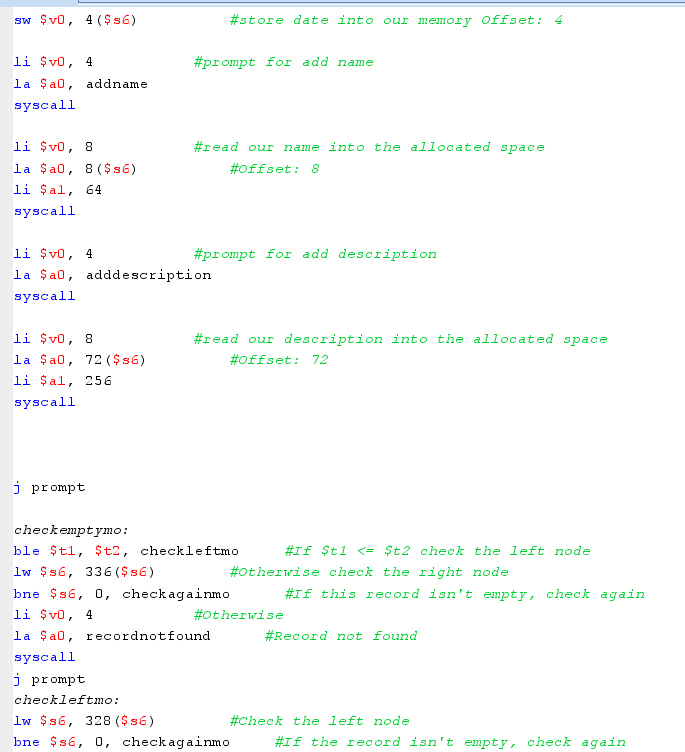 sw $v0, 4($s6) #store date into our memory Offset: 4
li $v0, 4 #prompt for add name
la $a0, addname
syscall
li $v0, 8 #read our name into the allocated space
la $a0, 8($s6) #Offset: 8
li $a1, 64
syscall
li $v0, 4 #prompt for add description
la $a0, adddescription
syscall
li $v0, 8 #read our description into the allocated space
la $a0, 72($s6) #Offset: 72
li $a1, 256
syscall
j prompt
checkemptymo:
ble $t1, $t2, checkleftmo #If $t1 <= $t2 check the left node
lw $s6, 336($s6) #Otherwise check the right node
bne $s6, 0, checkagainmo #If this record isn't empty, check again
li $v0, 4 #Otherwise
la $a0, recordnotfound #Record not found
syscall
j prompt
checkleftmo:
lw $s6, 328($s6) #Check the left node
bne $s6, 0, checkagainmo #If the record isn't empty, check again